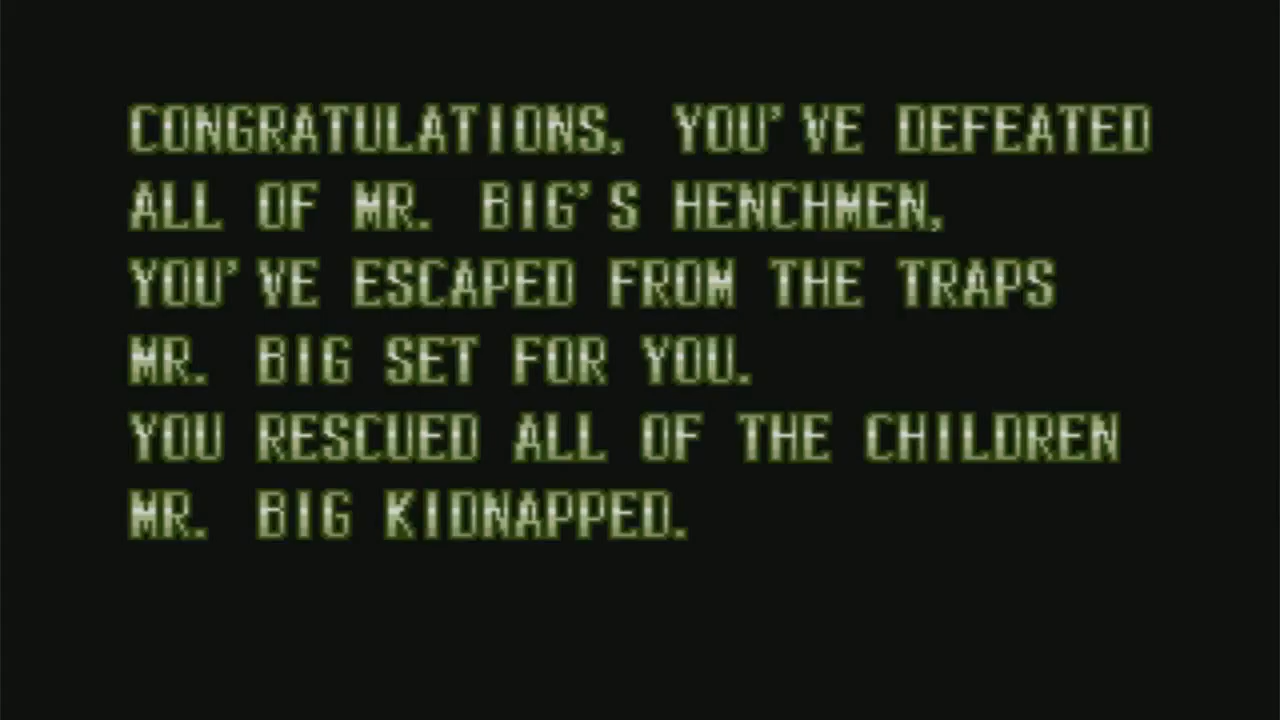 CONGRATULATIONS, YOU'VE DEFEATED
ALL OF MR. BIG'S HENCHMEN,
YOU'VE ESCAPED FROM THE TRAPS
MR. BIG SET FOR YOU.
YOU RESCUED ALL OF THE CHILDREN
MR. BIG KIDNAPPED.